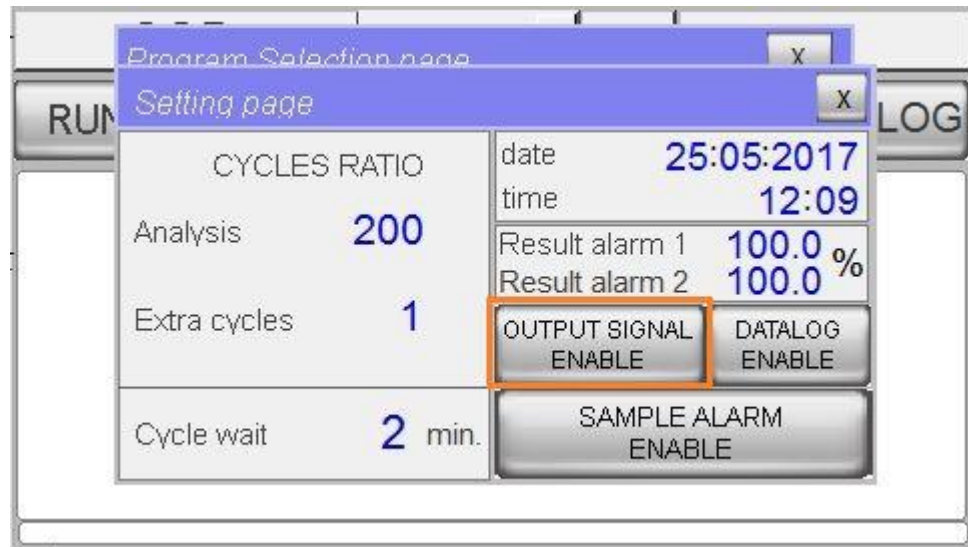 Program Selection page X
Setting page X
RUN
LOG
CYCLES RATIO
Analysis 200
Extra cycles 1
Cycle wait 2 min.
date 25:05:2017
time 12:09
Result alarm 1 100.0 %
Result alarm 2 100.0
OUTPUT SIGNAL
ENABLE
DATALOG
ENABLE
SAMPLE ALARM
ENABLE